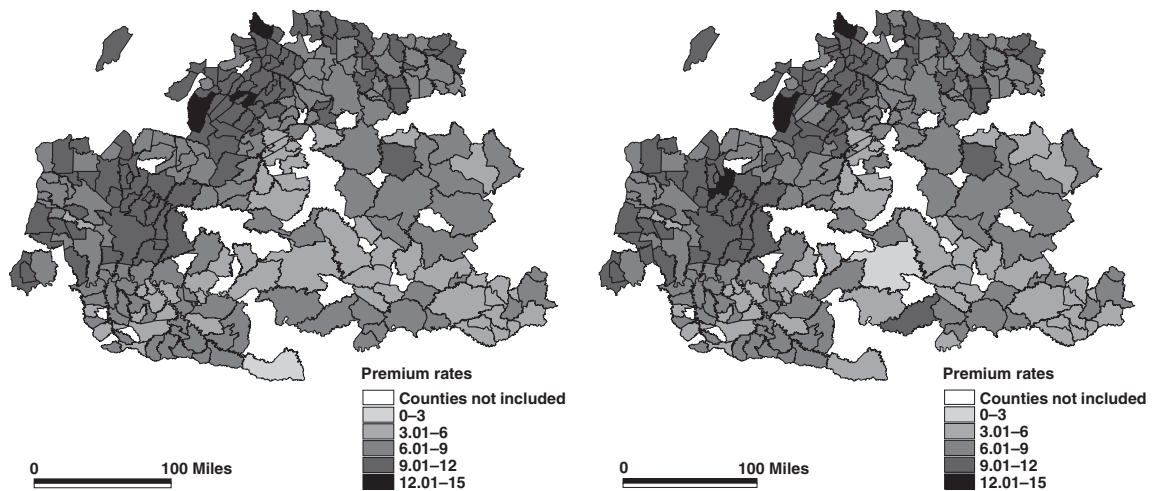 Premium rates
Counties not included
0–3
3.01–6
6.01–9
9.01–12
12.01–15
0 100 Miles
Premium rates
Counties not included
0–3
3.01–6
6.01–9
9.01–12
12.01–15
0 100 Miles